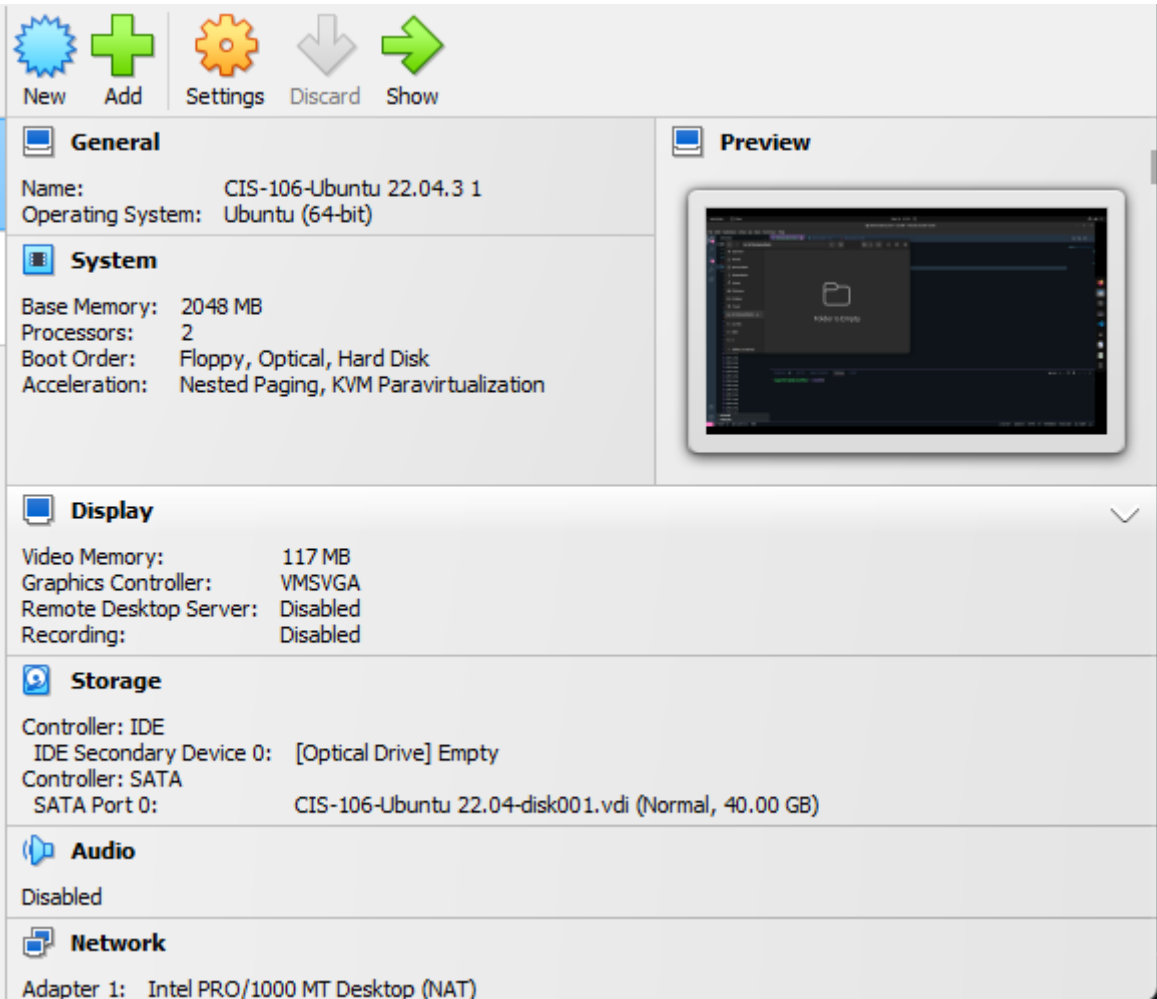 New Add Settings Discard Show
General
Name: CIS-106-Ubuntu 22.04.3 1
Operating System: Ubuntu (64-bit)
System
Base Memory: 2048 MB
Processors: 2
Boot Order: Floppy, Optical, Hard Disk
Acceleration: Nested Paging, KVM Paravirtualization
Preview
Folder is Empty
Display
Video Memory: 117 MB
Graphics Controller: VMSVGA
Remote Desktop Server: Disabled
Recording: Disabled
Storage
Controller: IDE
IDE Secondary Device 0: [Optical Drive] Empty
Controller: SATA
SATA Port 0: CIS-106-Ubuntu 22.04-disk001.vdi (Normal, 40.00 GB)
Audio
Disabled
Network
Adapter 1: Intel PRO/1000 MT Desktop (NAT)